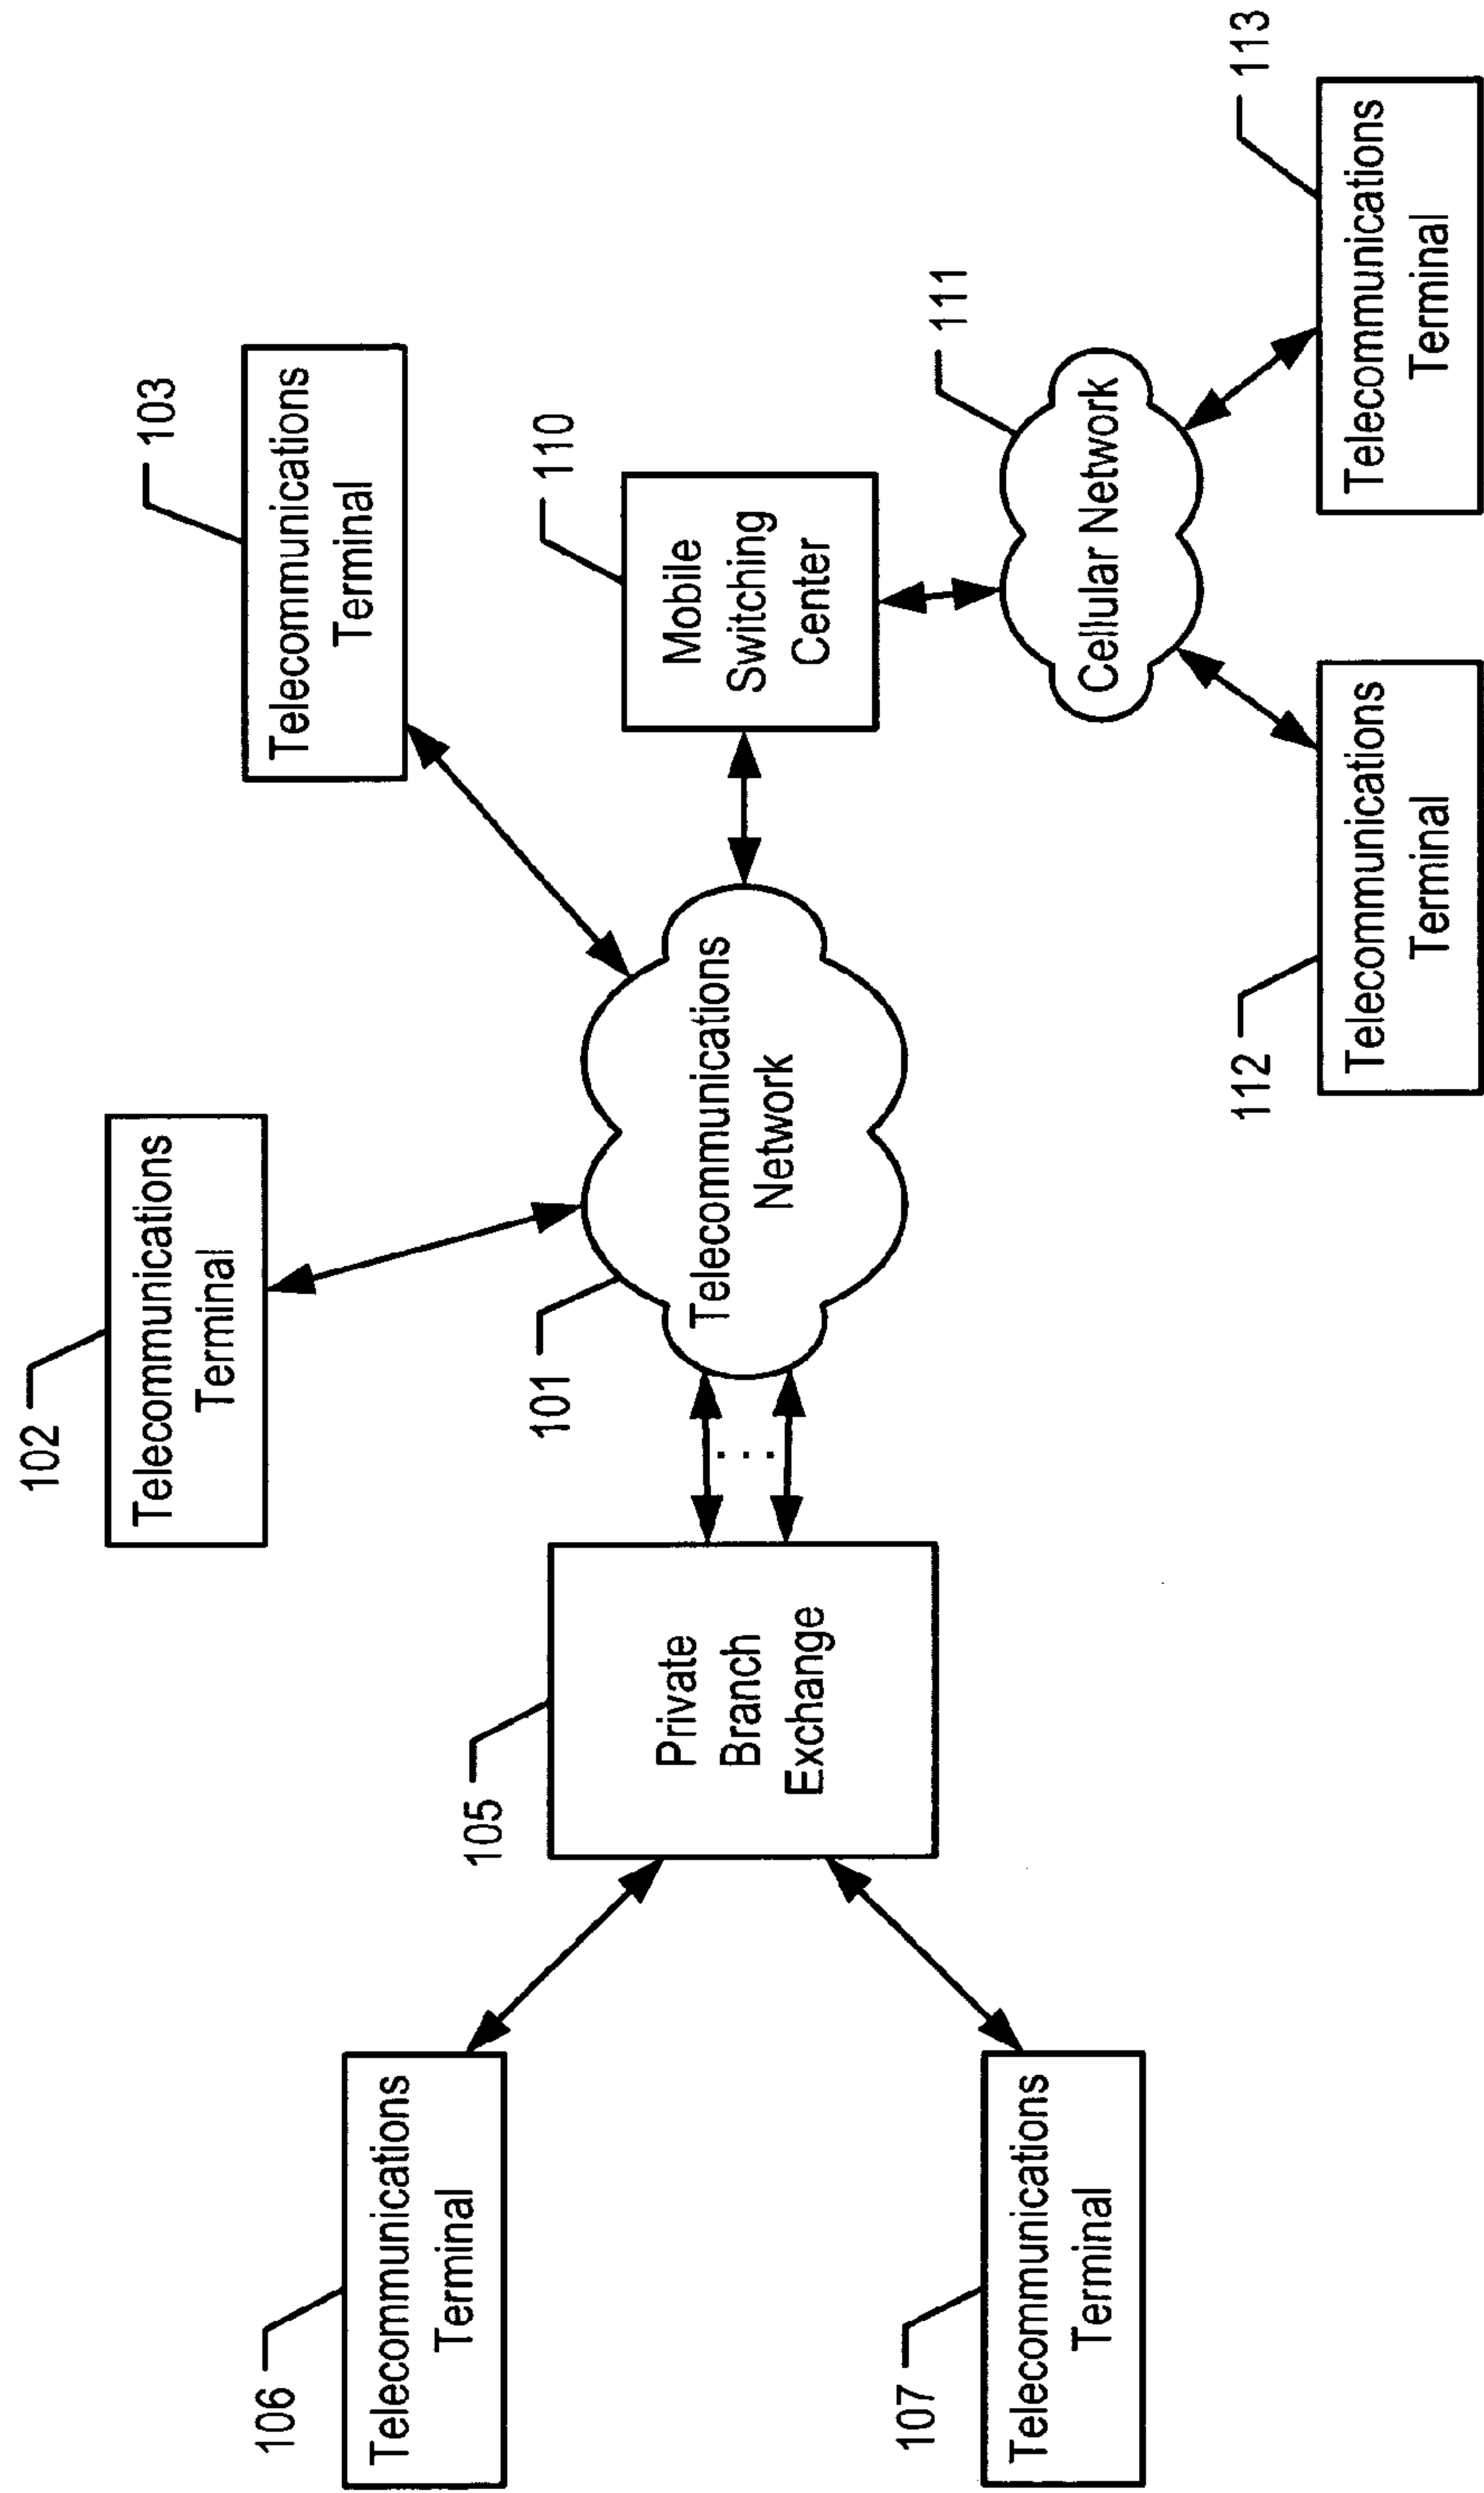 102
Telecommunications
Terminal
103
Telecommunications
Terminal
106
Telecommunications
Terminal
105
Private
Branch
Exchange
101
Telecommunications
Network
110
Mobile
Switching
Center
107
Telecommunications
Terminal
111
Cellular Network
112
Telecommunications
Terminal
113
Telecommunications
Terminal